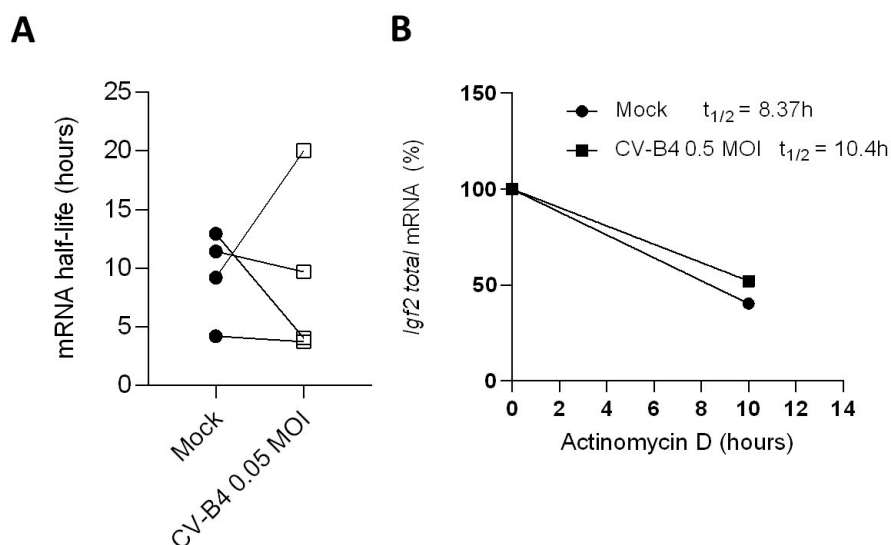 A
mRNA half-life (hours)
25
20
15
10
5
0
Mock
CV-B4 0.05 MOI
B
Igf2 total mRNA (%)
150
100
50
0
Mock t1/2 = 8.37h
CV-B4 0.5 MOI t1/2 = 10.4h
0 2 4 6 8 10 12 14
Actinomycin D (hours)